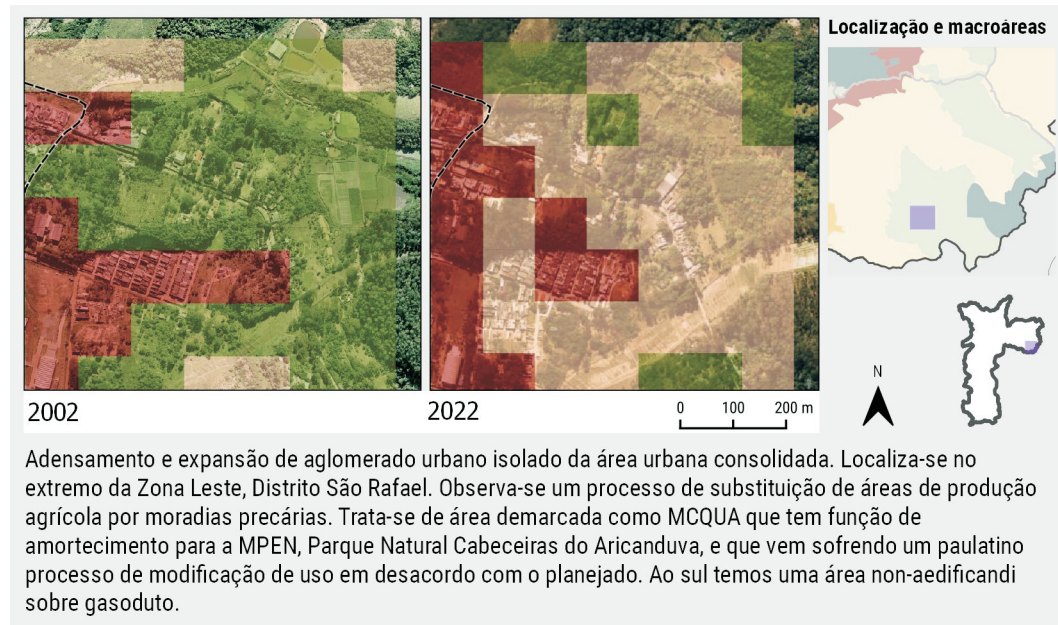 Localização e macroáreas
N
2002
2022
0 100 200 m
Adensamento e expansão de aglomerado urbano isolado da área urbana consolidada. Localiza-se no
extremo da Zona Leste, Distrito São Rafael. Observa-se um processo de substituição de áreas de produção
agrícola por moradias precárias. Trata-se de área demarcada como MCQUA que tem função de
amortecimento para a MPEN, Parque Natural Cabeceiras do Aricanduva, e que vem sofrendo um paulatino
processo de modificação de uso em desacordo com o planejado. Ao sul temos uma área non-aedificandi
sobre gasoduto.